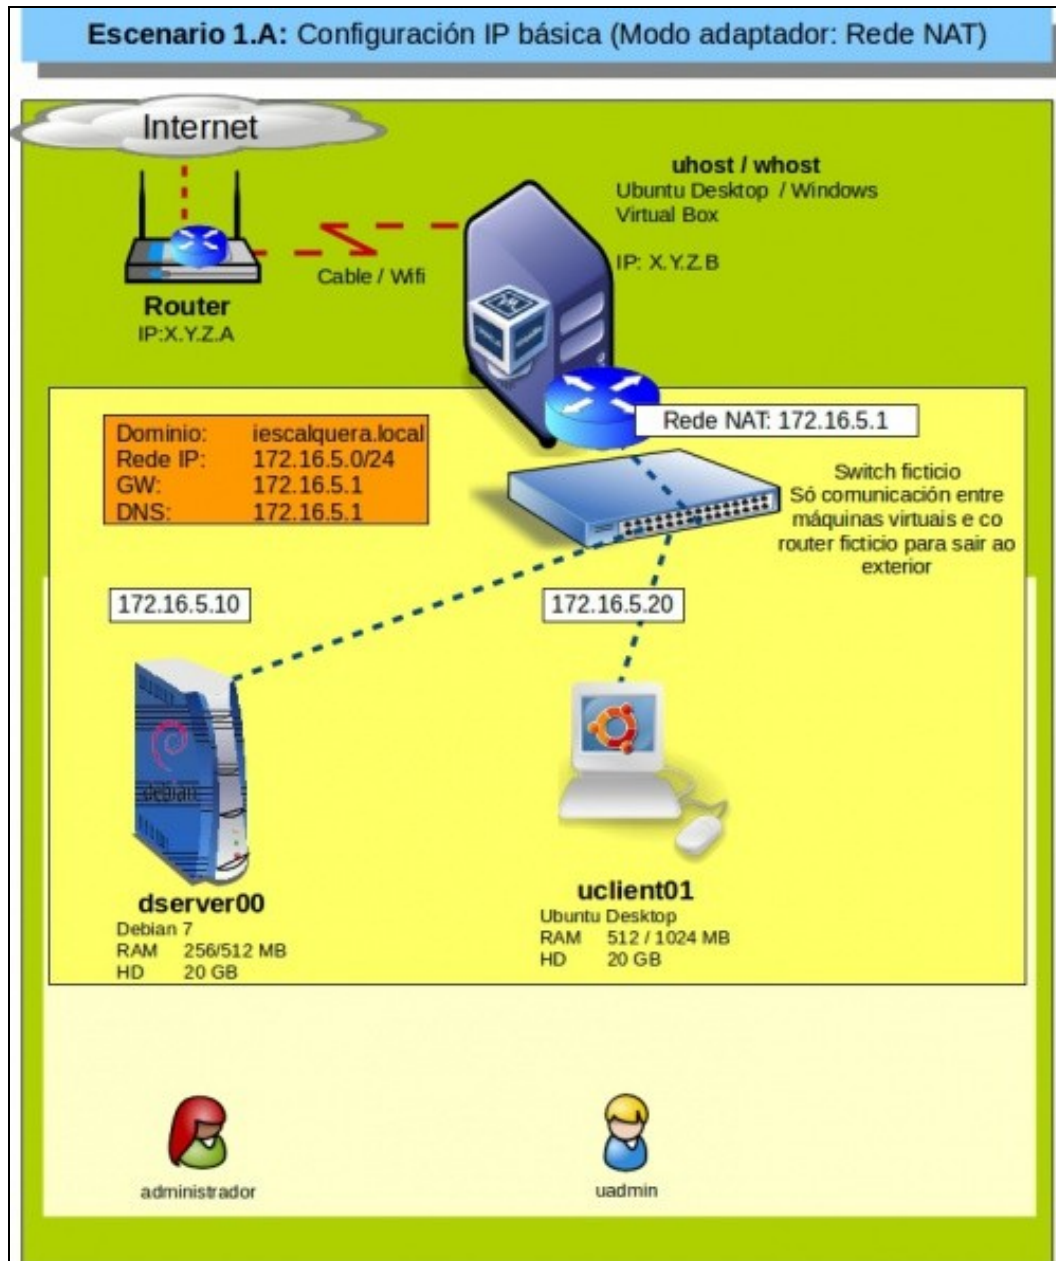 Escenario 1.A: Configuración IP básica (Modo adaptador: Rede NAT)
Internet
uhost / whost
Ubuntu Desktop / Windows
Virtual Box
IP: X.Y.Z.B
Cable / Wifi
Router
IP:X.Y.Z.A
Rede NAT: 172.16.5.1
Dominio: iescalquera.local
Rede IP: 172.16.5.0/24
GW: 172.16.5.1
DNS: 172.16.5.1
Switch ficticio
Só comunicación entre
máquinas virtuais e co
router ficticio para sair ao
exterior
172.16.5.10
172.16.5.20
debian
dserver00
Debian 7
RAM 256/512 MB
HD 20 GB
uclient01
Ubuntu Desktop
RAM 512 / 1024 MB
HD 20 GB
administrador
uadmin